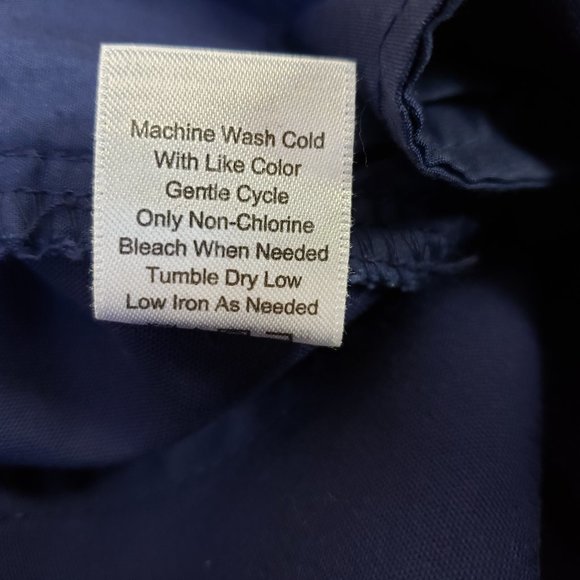 Machine Wash Cold
With Like Color
Gentle Cycle
Only Non-Chlorine
Bleach When Needed
Tumble Dry Low
Low Iron As Needed